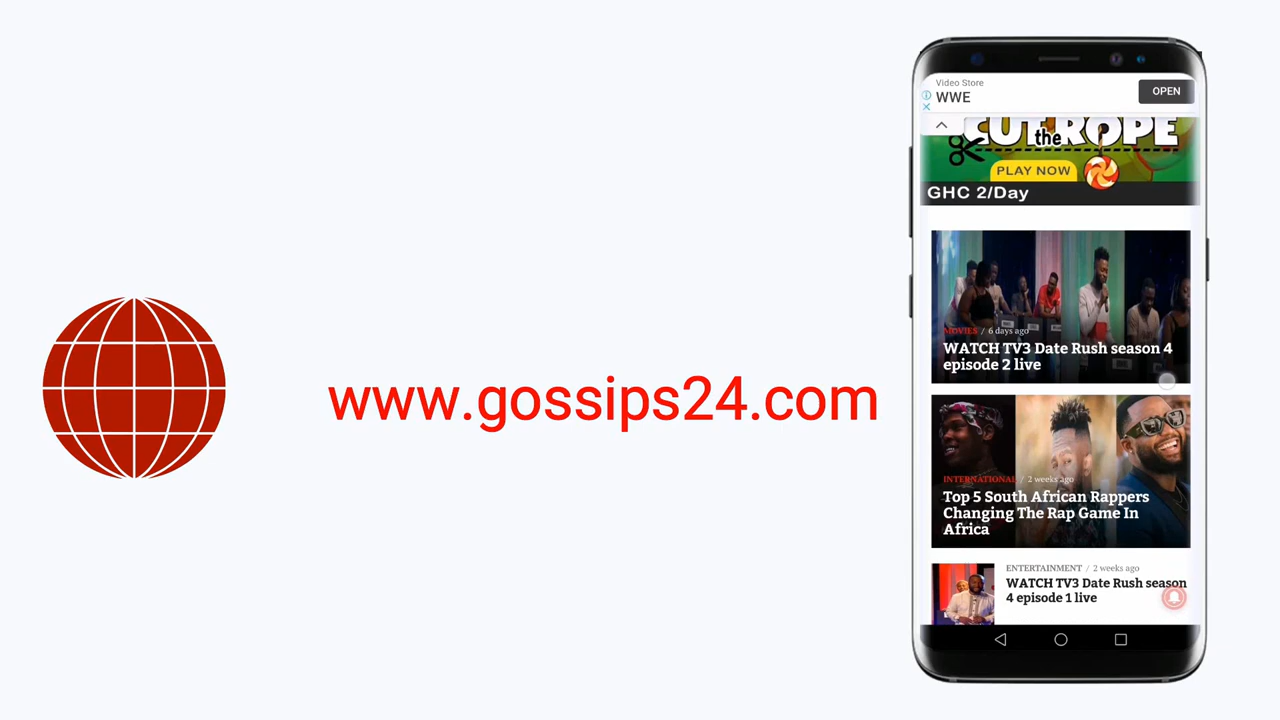 www.gossips24.com
Video Store
WWE
OPEN
CUT the ROPE
PLAY NOW
GHC 2/Day
MOVIES / 6 days ago
WATCH TV3 Date Rush season 4
episode 2 live
INTERNATIONAL / 2 weeks ago
Top 5 South African Rappers
Changing The Rap Game In
Africa
ENTERTAINMENT / 2 weeks ago
WATCH TV3 Date Rush season
4 episode 1 live